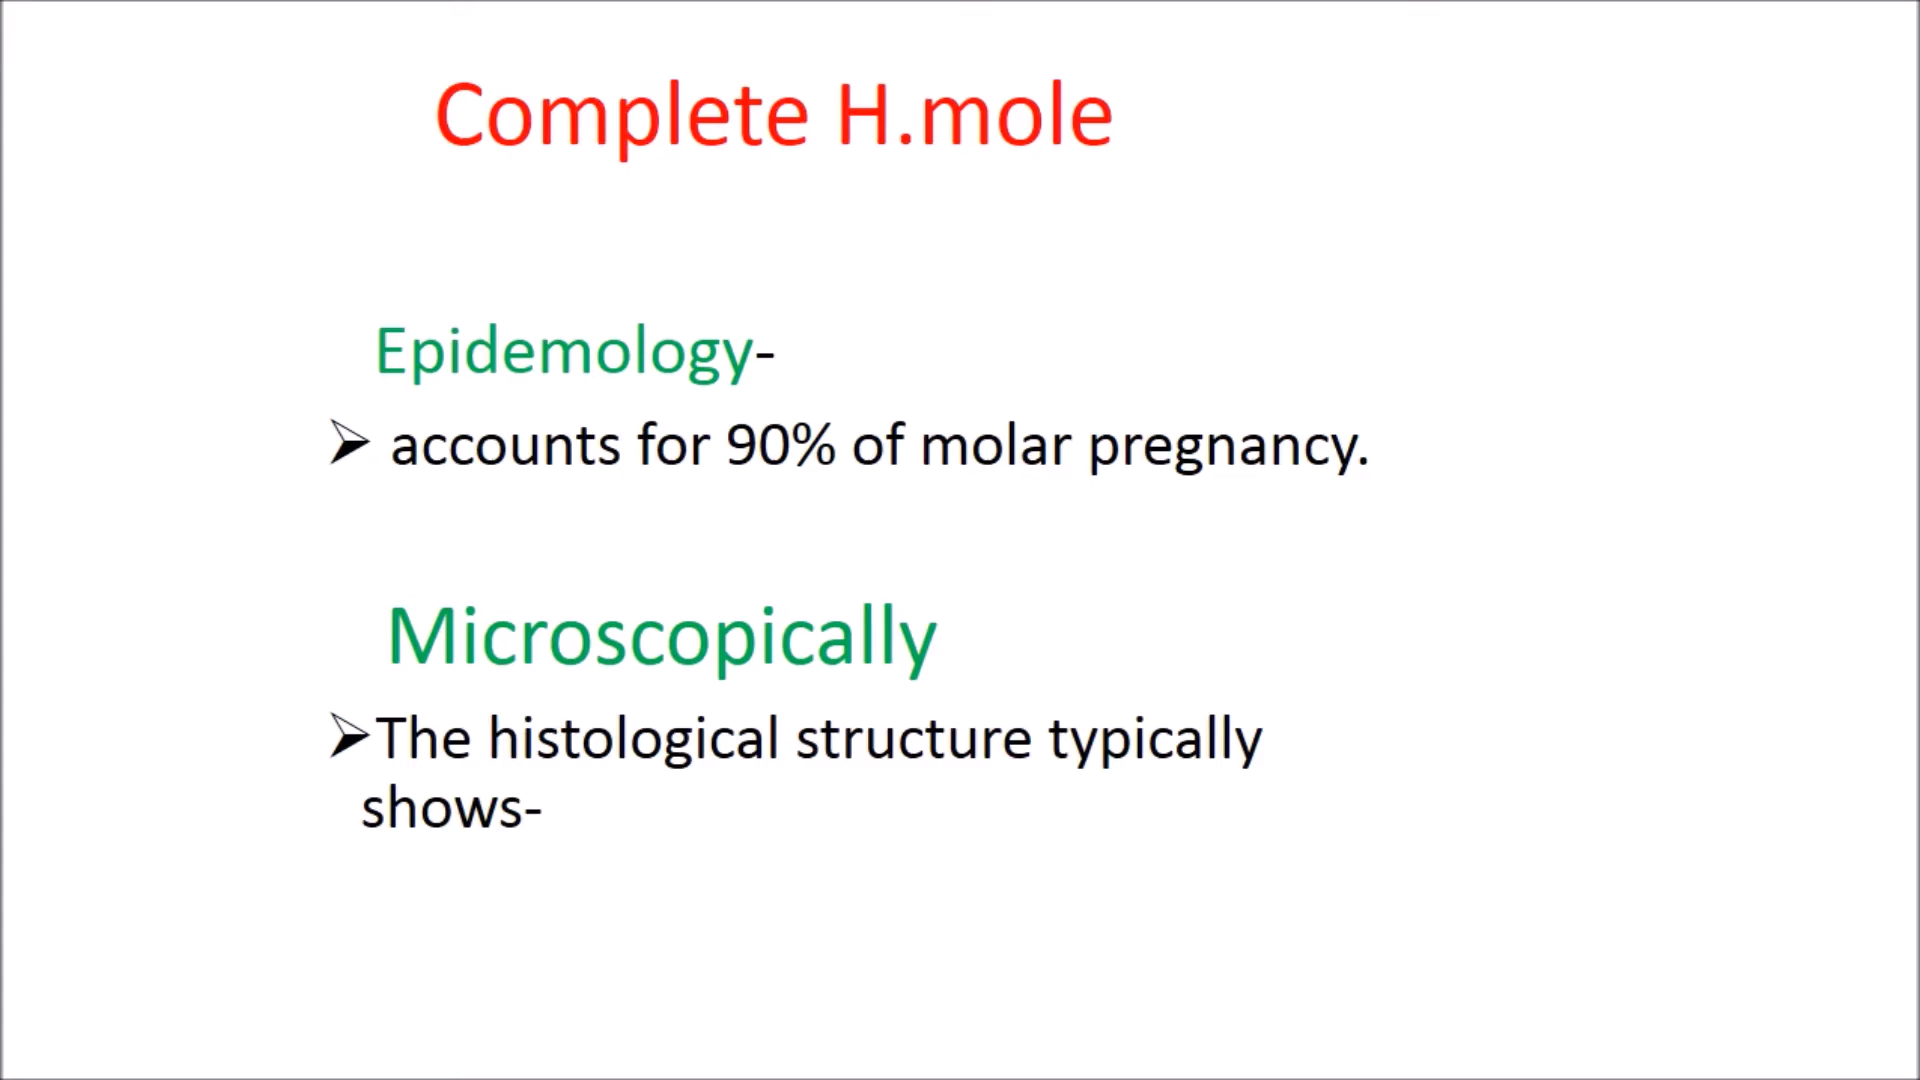 Complete H.mole
Epidemology-
➢ accounts for 90% of molar pregnancy.
Microscopically
➢The histological structure typically
shows-